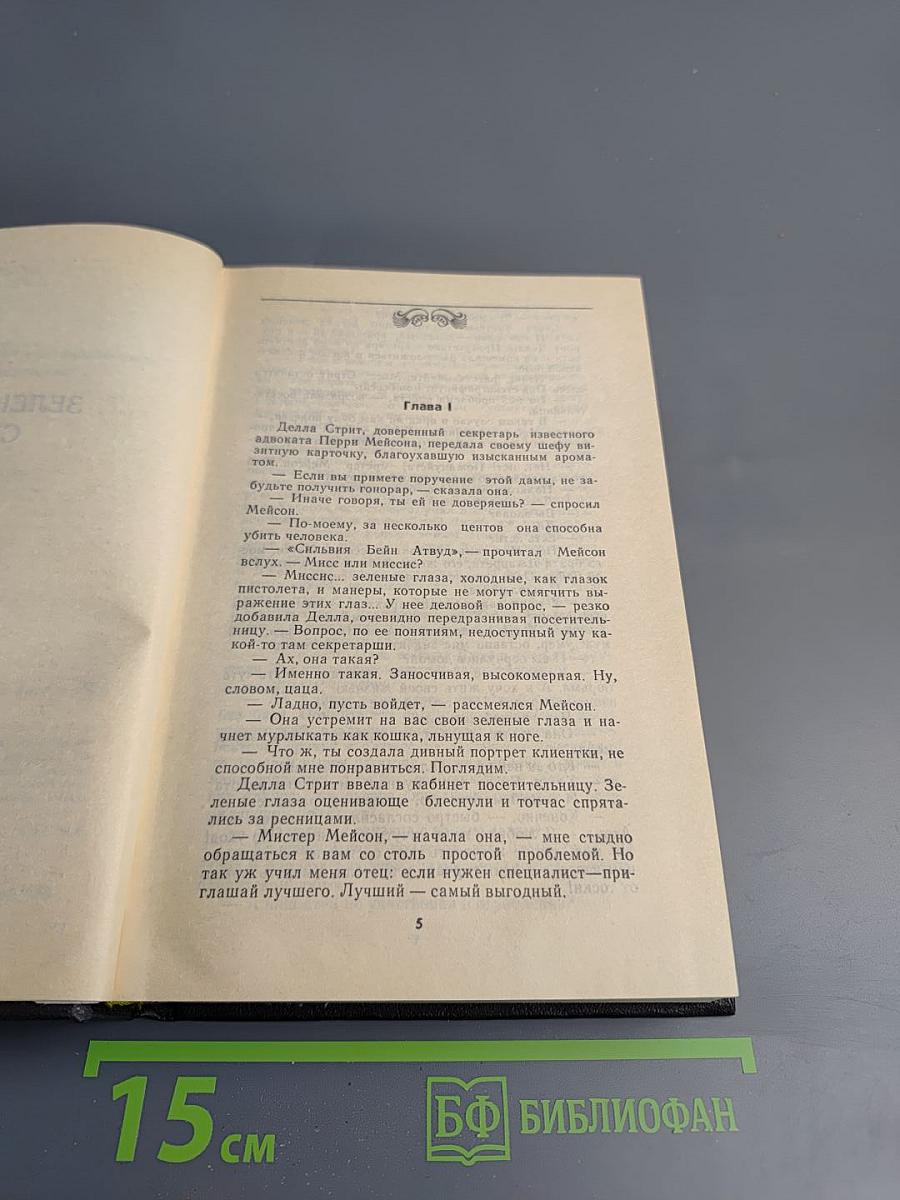 Глава I
Делла Стрит, доверенный секретарь известного
адвоката Перри Мейсона, передала своему шефу ви-
зитную карточку, благоухавшую изысканным арома-
том.
— Если вы примете поручение этой дамы, не за-
будьте получить гонорар, — сказала она.
— Иначе говоря, ты ей не доверяешь? — спросил
Мейсон.
— По-моему, за несколько центов она способна
убить человека.
— «Сильвия Бейн Атвуд», — прочитал Мейсон
вслух. — Мисс или миссис?
— Миссис... зеленые глаза, холодные, как глазок
пистолета, и манеры, которые не могут смягчить вы-
ражение этих глаз... У нее деловой вопрос, — резко
добавила Делла, очевидно передразнивая посетитель-
ницу. — Вопрос, по ее понятиям, недоступный уму ка-
кой-то там секретарши.
— Ах, она такая?
— Именно такая. Заносчивая, высокомерная. Ну,
словом, цаца.
— Ладно, пусть войдет, — рассмеялся Мейсон.
— Она устремит на вас свои зеленые глаза и на-
чнет мурлыкать как кошка, льнущая к ноге.
— Что ж, ты создала дивный портрет клиентки, не
способной мне понравиться. Поглядим.
Делла Стрит ввела в кабинет посетительницу. Зе-
леные глаза оценивающе блеснули и тотчас спрята-
лись за ресницами.
— Мистер Мейсон, — начала она, — мне стыдно
обращаться к вам со столь простой проблемой. Но
так уж учил меня отец: если нужен специалист—при-
глашай лучшего. Лучший — самый выгодный.
5
15 см
БФ БИБЛИОФАН